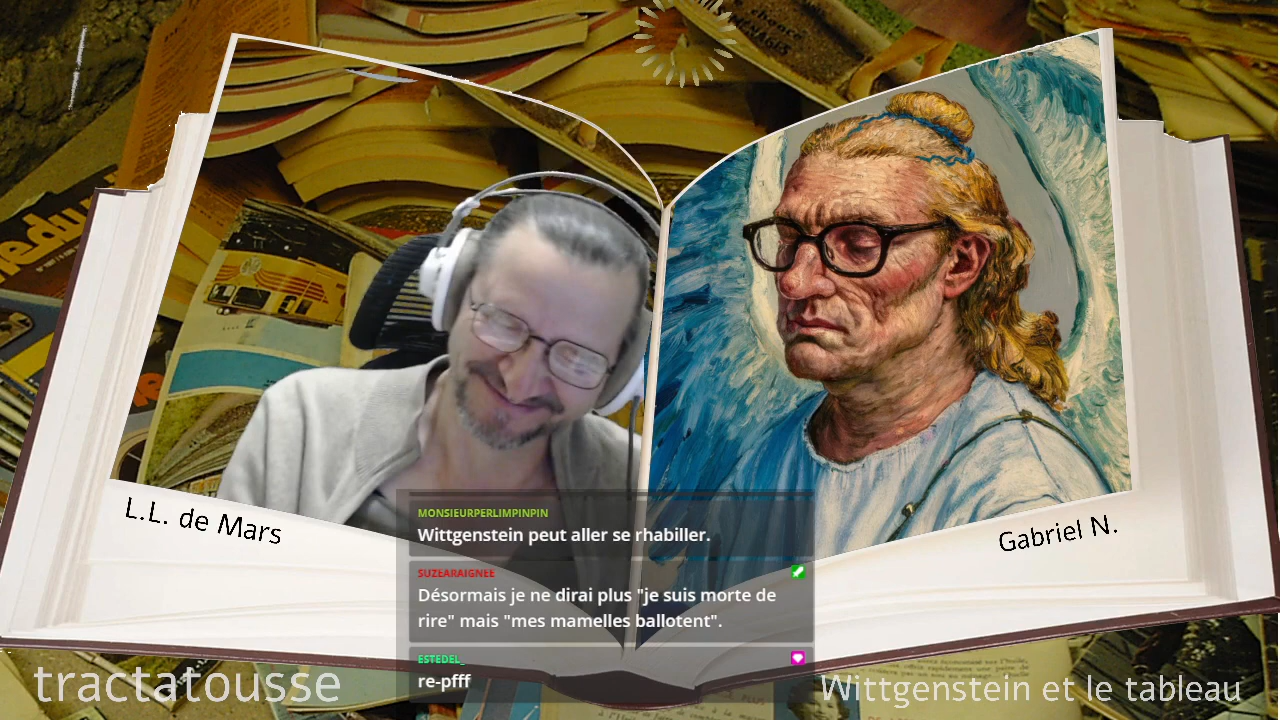 L.L. de Mars
Gabriel N.
MONSIEURPERLIMPINPIN
Wittgenstein peut aller se rhabiller.
SUZEARAIGNEE
Désormais je ne dirai plus "je suis morte de
rire" mais "mes mamelles ballotent".
ESTEDEL_
re-pfff
tractatousse
Wittgenstein et le tableau